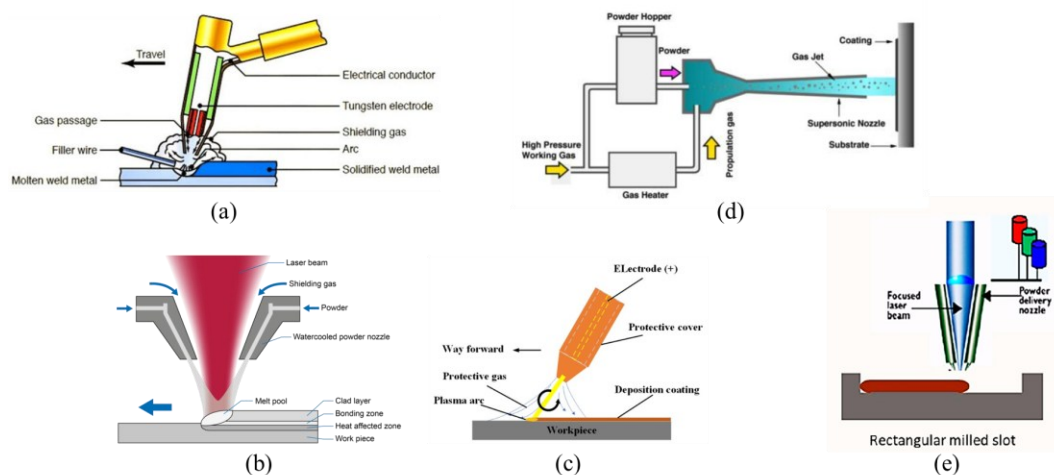 Travel
Electrical conductor
Tungsten electrode
Gas passage
Shielding gas
Filler wire
Arc
Solidified weld metal
Molten weld metal
(a)
Powder Hopper
Powder
Coating
Gas Jet
High Pressure
Working Gas
Propulation gas
Supersonic Nozzle
Gas Heater
Substrate
(d)
Laser beam
Shielding gas
Powder
Watercooled powder nozzle
Melt pool
Clad layer
Bonding zone
Heat affected zone
Work piece
(b)
ELectrode (+)
Protective cover
Way forward
Protective gas
Plasma arc
Deposition coating
Workpiece
(c)
Focused
laser
beam
Powder
delivery
nozzle
Rectangular milled slot
(e)